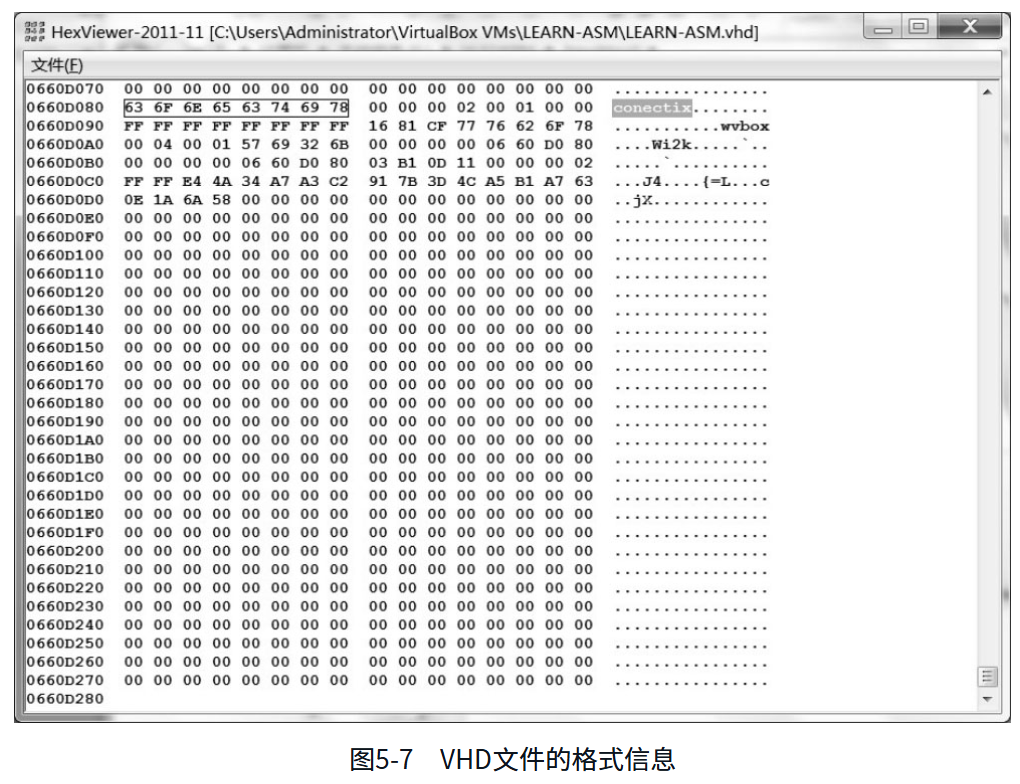 HexViewer-2011-11 [C:\Users\Administrator\VirtualBox VMs\LEARN-ASM\LEARN-ASM.vhd]
文件(F)
0660D070 00 00 00 00 00 00 00 00 00 00 00 00 00 00 00 00 ................
0660D080 63 6F 6E 65 63 74 69 78 00 00 00 02 00 01 00 00 conectix........
0660D090 FF FF FF FF FF FF FF FF 16 81 CF 77 76 62 6F 78 ...........wvbox
0660D0A0 00 04 00 01 57 69 32 6B 00 00 00 00 06 60 D0 80 ....Wi2k.....`..
0660D0B0 00 00 00 00 06 60 D0 80 03 B1 0D 11 00 00 00 02 .....`..........
0660D0C0 FF FF E4 4A 34 A7 A3 C2 91 7B 3D 4C A5 B1 A7 63 ...J4....{=L...c
0660D0D0 0E 1A 6A 58 00 00 00 00 00 00 00 00 00 00 00 00 ..jX............
0660D0E0 00 00 00 00 00 00 00 00 00 00 00 00 00 00 00 00 ................
0660D0F0 00 00 00 00 00 00 00 00 00 00 00 00 00 00 00 00 ................
0660D100 00 00 00 00 00 00 00 00 00 00 00 00 00 00 00 00 ................
0660D110 00 00 00 00 00 00 00 00 00 00 00 00 00 00 00 00 ................
0660D120 00 00 00 00 00 00 00 00 00 00 00 00 00 00 00 00 ................
0660D130 00 00 00 00 00 00 00 00 00 00 00 00 00 00 00 00 ................
0660D140 00 00 00 00 00 00 00 00 00 00 00 00 00 00 00 00 ................
0660D150 00 00 00 00 00 00 00 00 00 00 00 00 00 00 00 00 ................
0660D160 00 00 00 00 00 00 00 00 00 00 00 00 00 00 00 00 ................
0660D170 00 00 00 00 00 00 00 00 00 00 00 00 00 00 00 00 ................
0660D180 00 00 00 00 00 00 00 00 00 00 00 00 00 00 00 00 ................
0660D190 00 00 00 00 00 00 00 00 00 00 00 00 00 00 00 00 ................
0660D1A0 00 00 00 00 00 00 00 00 00 00 00 00 00 00 00 00 ................
0660D1B0 00 00 00 00 00 00 00 00 00 00 00 00 00 00 00 00 ................
0660D1C0 00 00 00 00 00 00 00 00 00 00 00 00 00 00 00 00 ................
0660D1D0 00 00 00 00 00 00 00 00 00 00 00 00 00 00 00 00 ................
0660D1E0 00 00 00 00 00 00 00 00 00 00 00 00 00 00 00 00 ................
0660D1F0 00 00 00 00 00 00 00 00 00 00 00 00 00 00 00 00 ................
0660D200 00 00 00 00 00 00 00 00 00 00 00 00 00 00 00 00 ................
0660D210 00 00 00 00 00 00 00 00 00 00 00 00 00 00 00 00 ................
0660D220 00 00 00 00 00 00 00 00 00 00 00 00 00 00 00 00 ................
0660D230 00 00 00 00 00 00 00 00 00 00 00 00 00 00 00 00 ................
0660D240 00 00 00 00 00 00 00 00 00 00 00 00 00 00 00 00 ................
0660D250 00 00 00 00 00 00 00 00 00 00 00 00 00 00 00 00 ................
0660D260 00 00 00 00 00 00 00 00 00 00 00 00 00 00 00 00 ................
0660D270 00 00 00 00 00 00 00 00 00 00 00 00 00 00 00 00 ................
0660D280
图5-7 VHD文件的格式信息